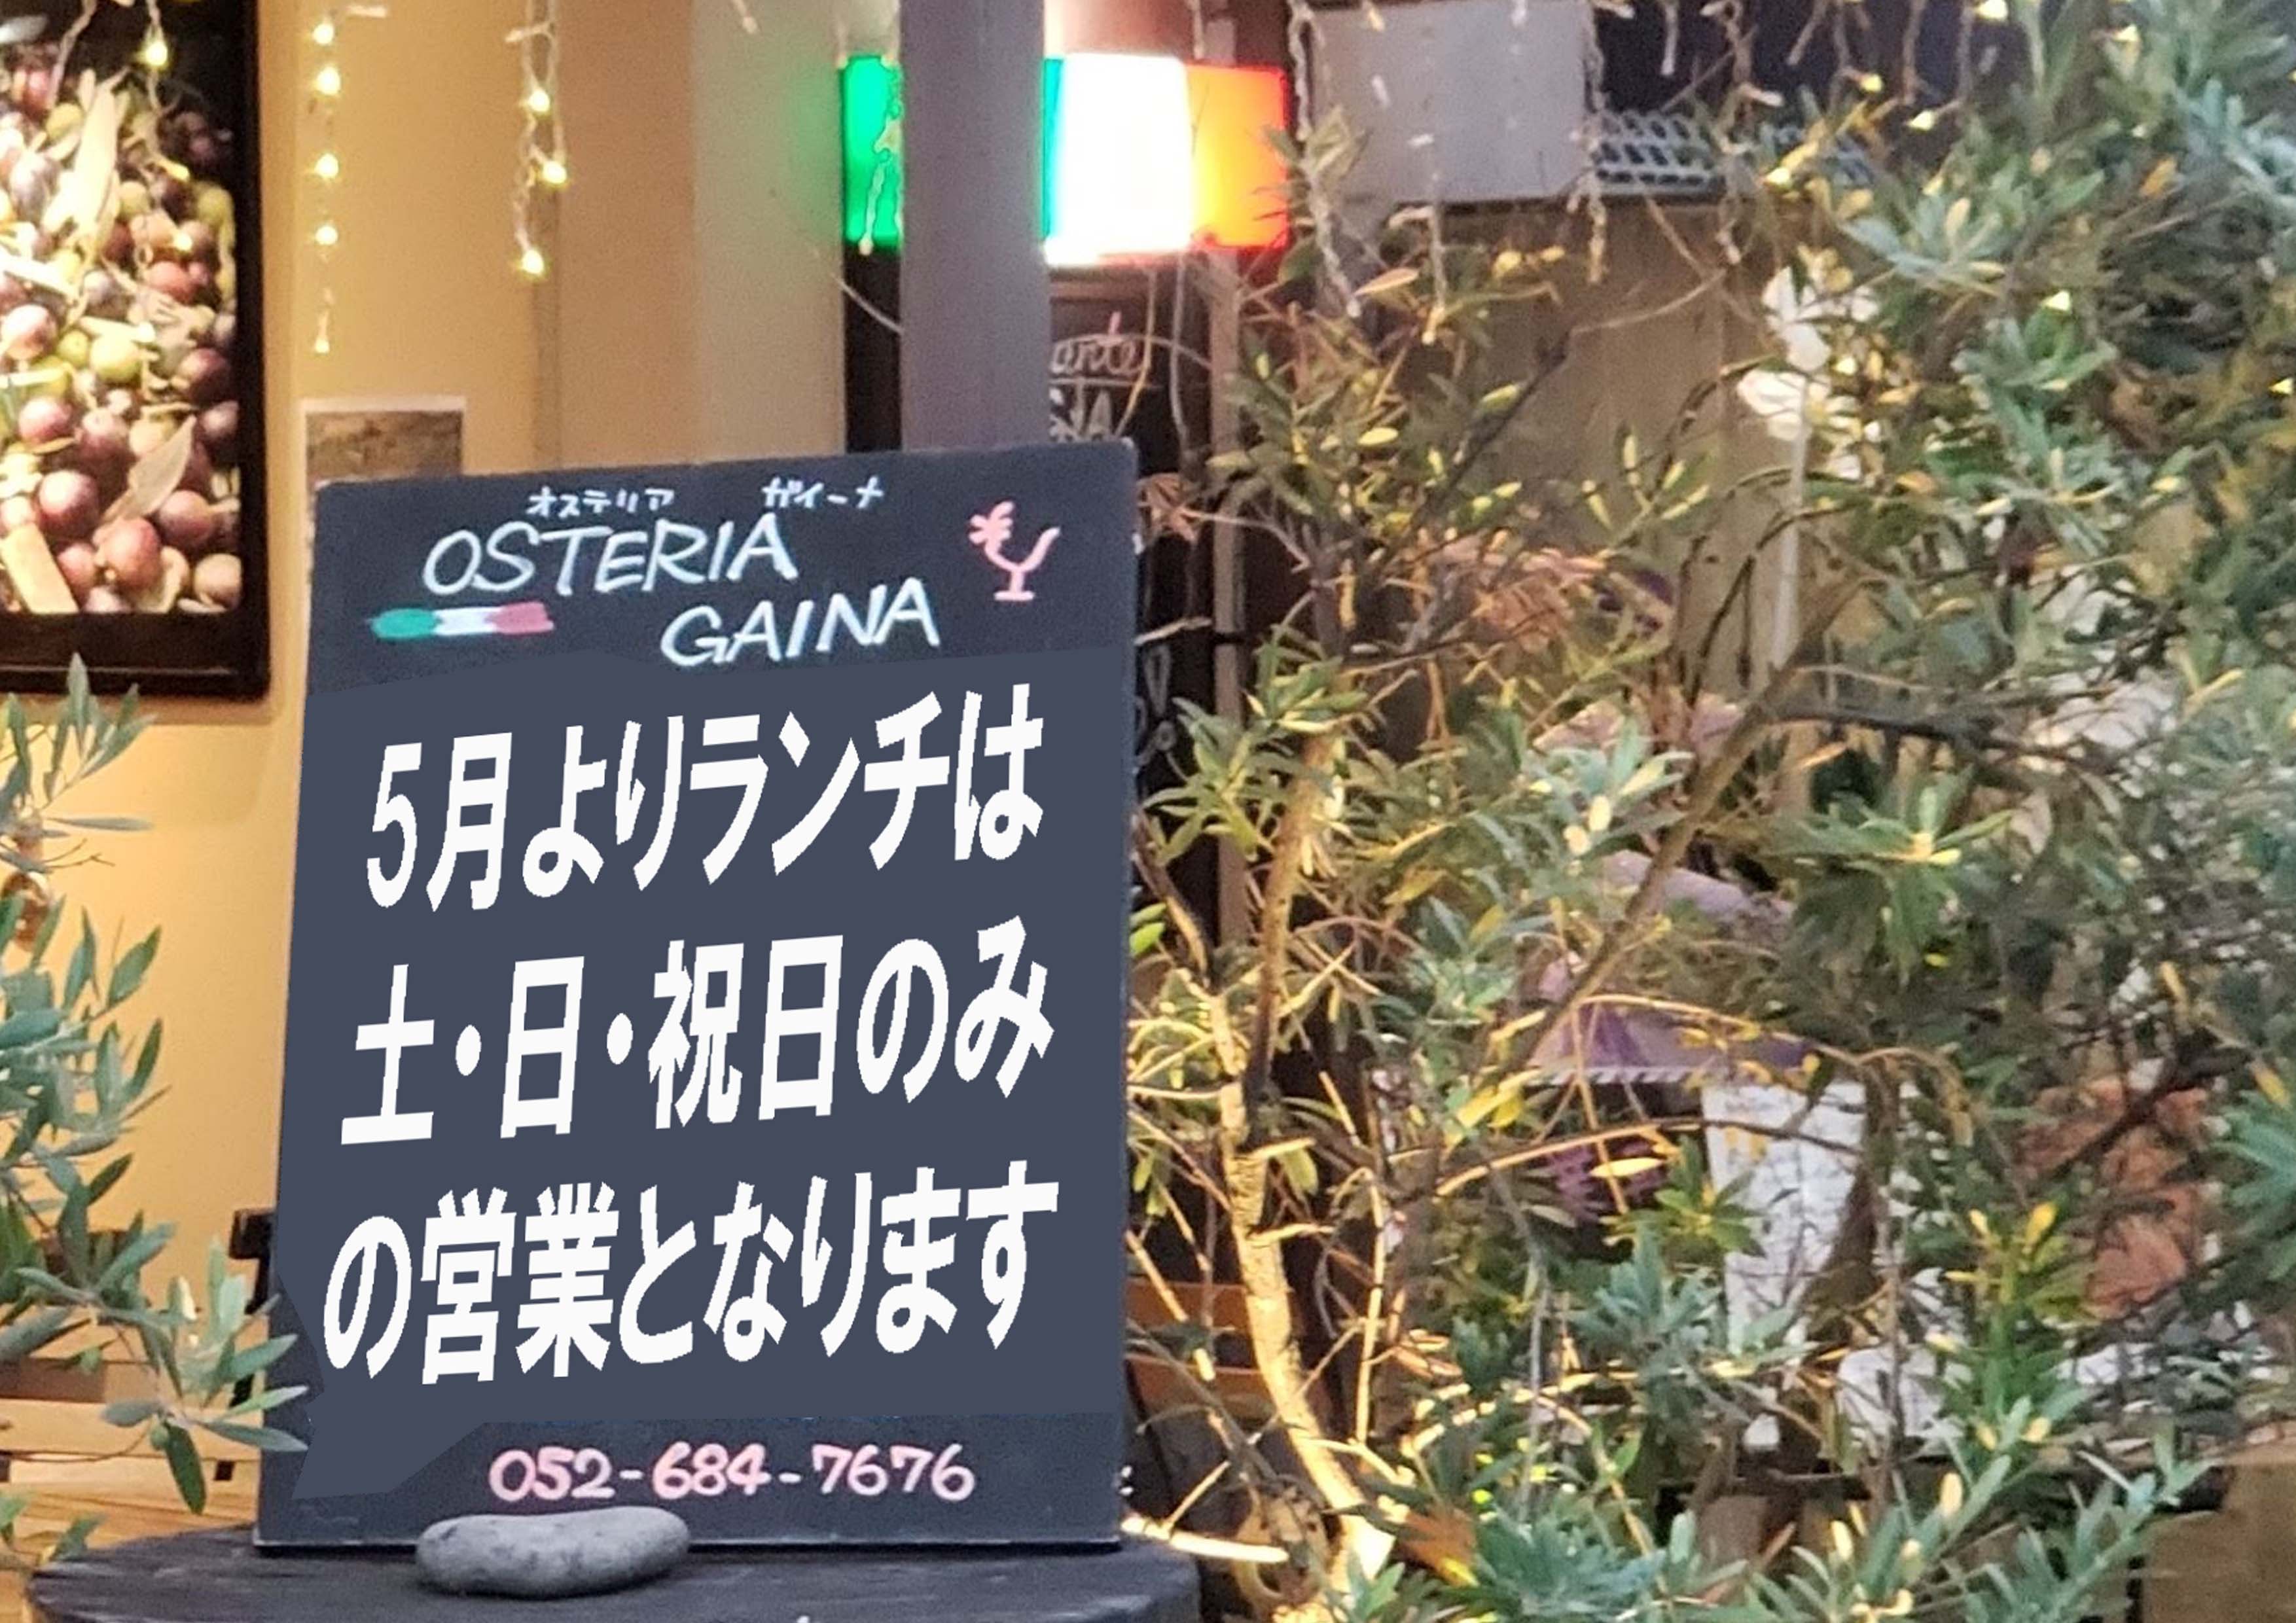 オステリア ガイーナ
OSTERIA
GAINA
5月よりランチは
土・日・祝日のみ
の営業となります
052-684-7676